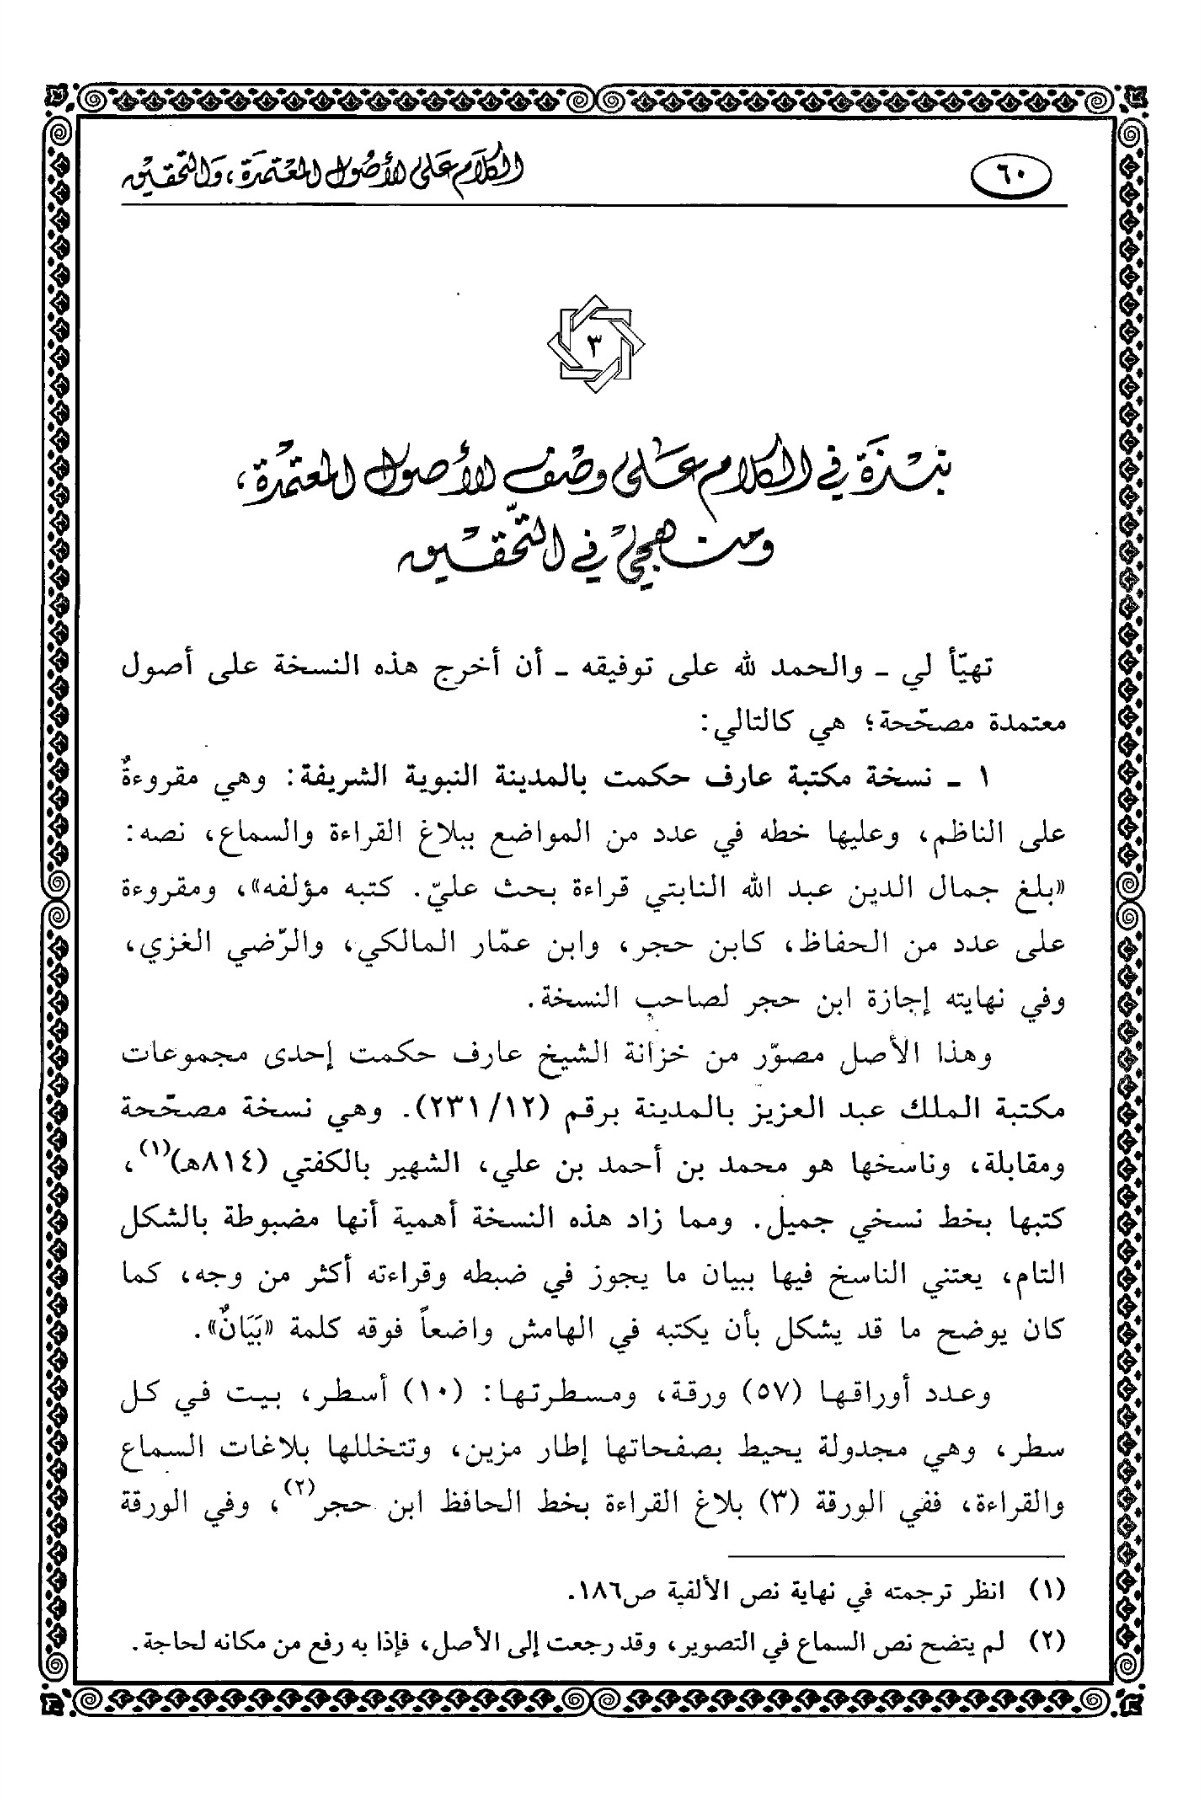 ٦٠
الكلام على الأصول المعتمدة، والتحقيق
٣
نبذة في الكلام على وصف الأصول المعتمدة،
ومنهجي في التّحقيق
تهيّأ لي ـ والحمد لله على توفيقه ـ أن أخرج هذه النسخة على أصول
معتمدة مصحّحة؛ هي كالتالي:
١ ـ نسخة مكتبة عارف حكمت بالمدينة النبوية الشريفة: وهي مقروءةٌ
على الناظم، وعليها خطه في عدد من المواضع ببلاغ القراءة والسماع، نصه:
«بلغ جمال الدين عبد الله النابتي قراءة بحث عليّ. كتبه مؤلفه»، ومقروءة
على عدد من الحفاظ، كابن حجر، وابن عمّار المالكي، والرّضي الغزي،
وفي نهايته إجازة ابن حجر لصاحب النسخة.
وهذا الأصل مصوّر من خزانة الشيخ عارف حكمت إحدى مجموعات
مكتبة الملك عبد العزيز بالمدينة برقم (٢٣١/١٢). وهي نسخة مصحّحة
ومقابلة، وناسخها هو محمد بن أحمد بن علي، الشهير بالكفتي (٨١٤هـ)(١)،
كتبها بخط نسخي جميل. ومما زاد هذه النسخة أهمية أنها مضبوطة بالشكل
التام، يعتني الناسخ فيها ببيان ما يجوز في ضبطه وقراءته أكثر من وجه، كما
كان يوضح ما قد يشكل بأن يكتبه في الهامش واضعاً فوقه كلمة «بَيَانٌ».
وعدد أوراقها (٥٧) ورقة، ومسطرتها: (١٠) أسطر، بيت في كل
سطر، وهي مجدولة يحيط بصفحاتها إطار مزين، وتتخللها بلاغات السماع
والقراءة، ففي الورقة (٣) بلاغ القراءة بخط الحافظ ابن حجر(٢)، وفي الورقة
(١) انظر ترجمته في نهاية نص الألفية ص١٨٦.
(٢) لم يتضح نص السماع في التصوير، وقد رجعت إلى الأصل، فإذا به رفع من مكانه لحاجة.